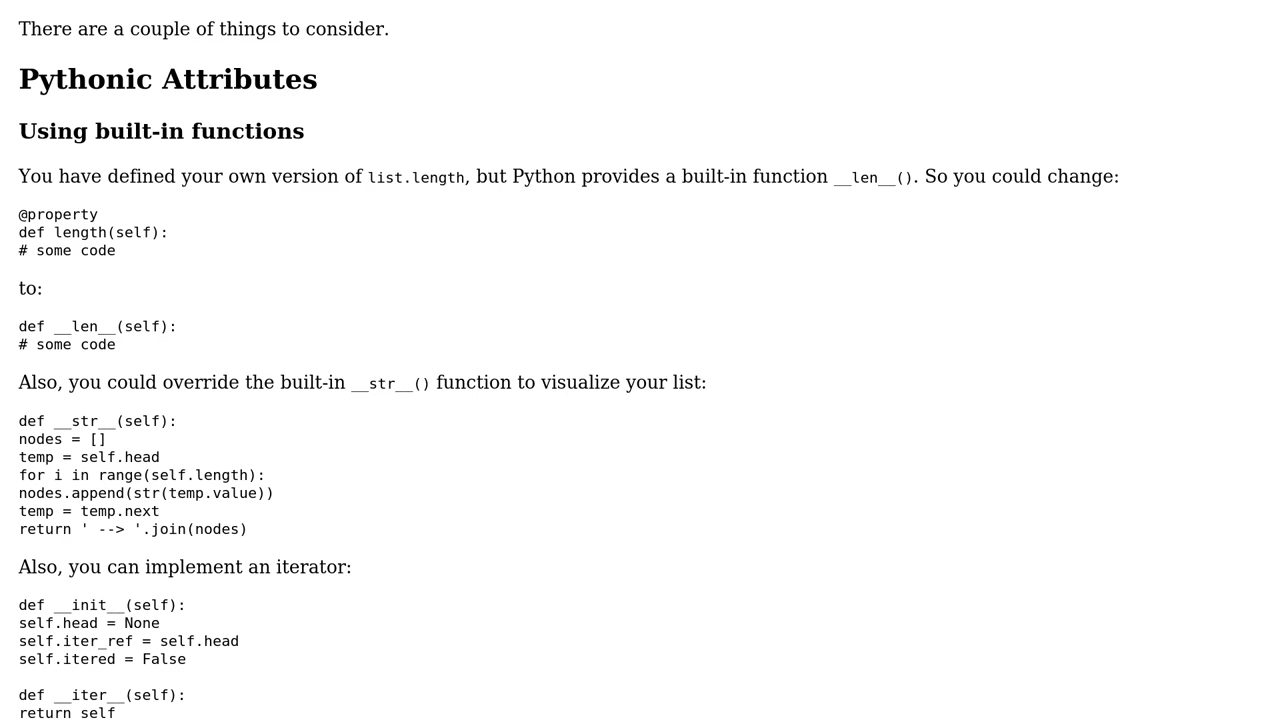 There are a couple of things to consider.
Pythonic Attributes
Using built-in functions
You have defined your own version of list.length, but Python provides a built-in function __len__(). So you could change:
@property
def length(self):
# some code
to:
def __len__(self):
# some code
Also, you could override the built-in __str__() function to visualize your list:
def __str__(self):
nodes = []
temp = self.head
for i in range(self.length):
nodes.append(str(temp.value))
temp = temp.next
return ' --> '.join(nodes)
Also, you can implement an iterator:
def __init__(self):
self.head = None
self.iter_ref = self.head
self.itered = False
def __iter__(self):
return self